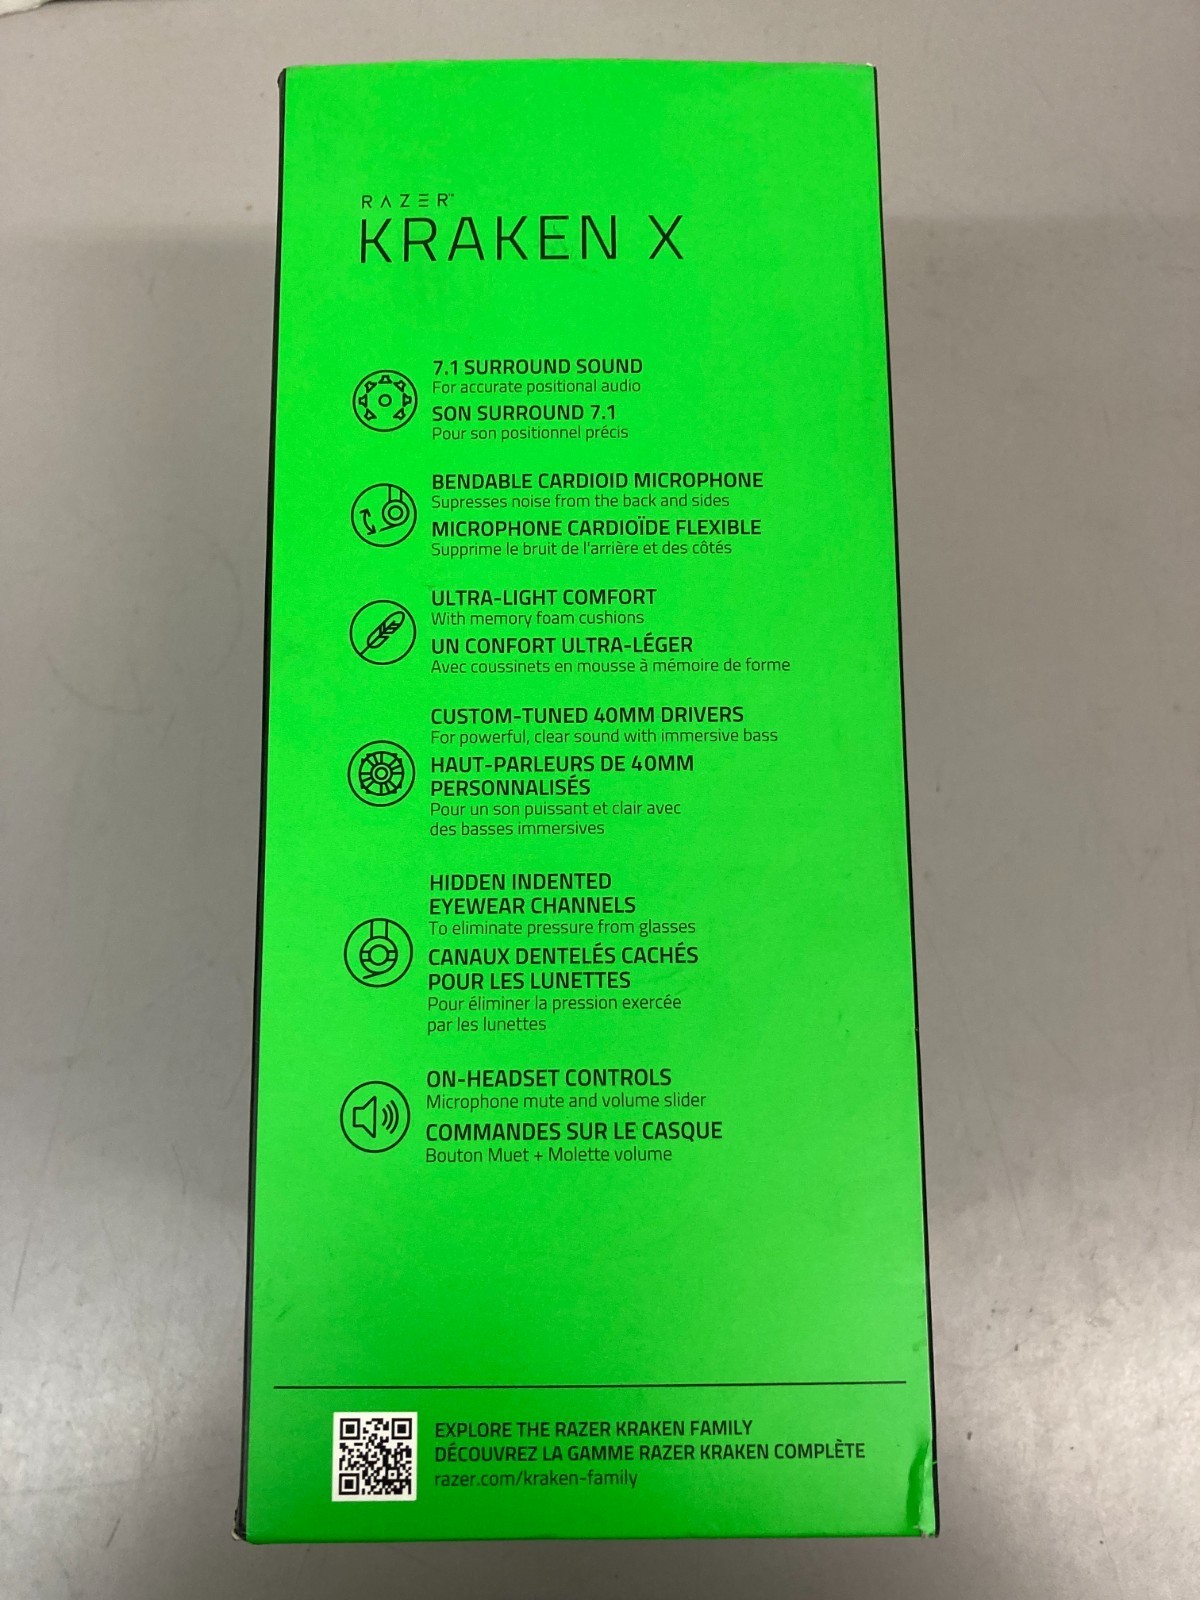 RAZER™
KRAKEN X
7.1 SURROUND SOUND
For accurate positional audio
SON SURROUND 7.1
Pour son positionnel précis
BENDABLE CARDIOID MICROPHONE
Supresses noise from the back and sides
MICROPHONE CARDIOÏDE FLEXIBLE
Supprime le bruit de l'arrière et des côtés
ULTRA-LIGHT COMFORT
With memory foam cushions
UN CONFORT ULTRA-LÉGER
Avec coussinets en mousse à mémoire de forme
CUSTOM-TUNED 40MM DRIVERS
For powerful, clear sound with immersive bass
HAUT-PARLEURS DE 40MM
PERSONNALISÉS
Pour un son puissant et clair avec
des basses immersives
HIDDEN INDENTED
EYEWEAR CHANNELS
To eliminate pressure from glasses
CANAUX DENTELÉS CACHÉS
POUR LES LUNETTES
Pour éliminer la pression exercée
par les lunettes
ON-HEADSET CONTROLS
Microphone mute and volume slider
COMMANDES SUR LE CASQUE
Bouton Muet + Molette volume
EXPLORE THE RAZER KRAKEN FAMILY
DÉCOUVREZ LA GAMME RAZER KRAKEN COMPLÈTE
razer.com/kraken-family